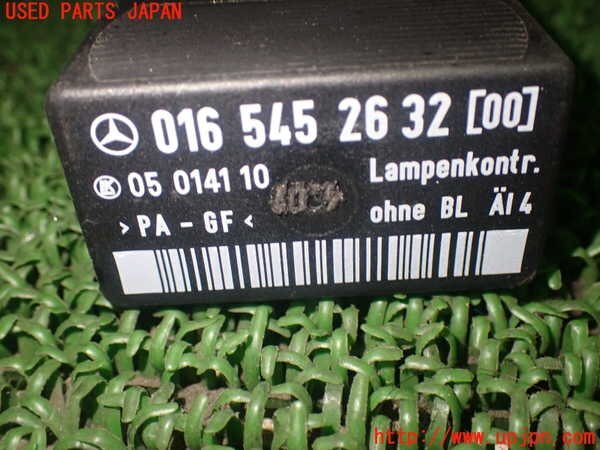 USED PARTS JAPAN
016 545 26 32 [00]
05 0141 10
Lampenkontr.
>PA - GF<
ohne BL ÄI 4
http://www.upjpn.com